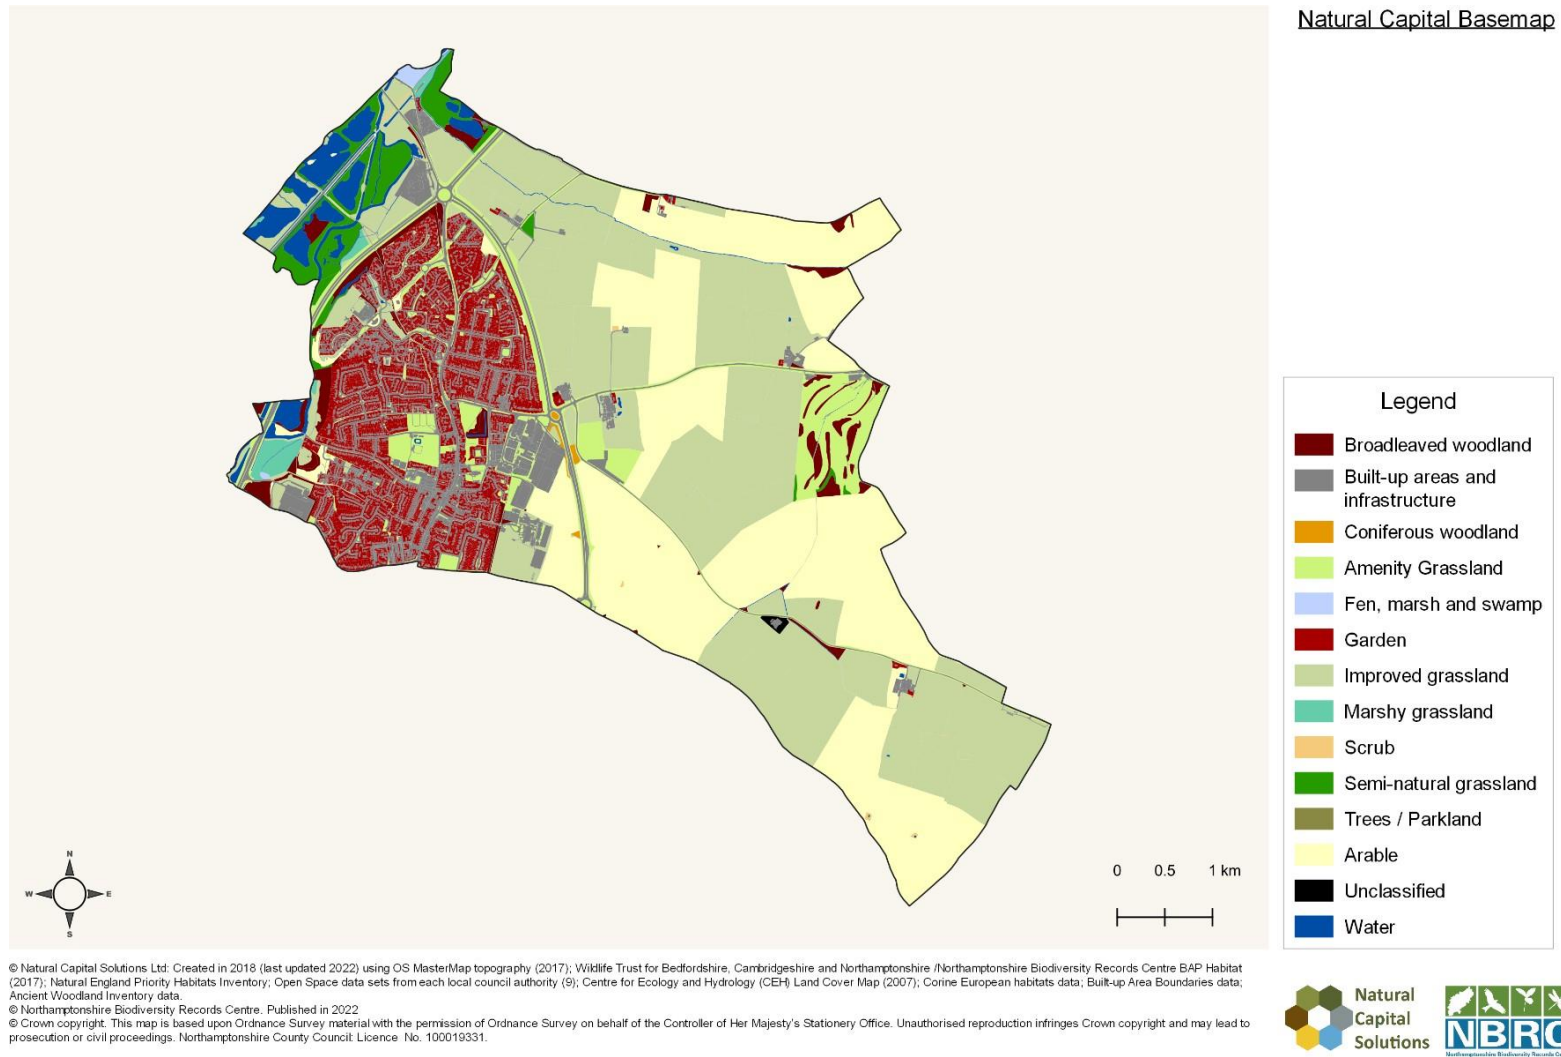 Natural Capital Basemap
Legend
Broadleaved woodland
Built-up areas and
infrastructure
Coniferous woodland
Amenity Grassland
Fen, marsh and swamp
Garden
Improved grassland
Marshy grassland
Scrub
Semi-natural grassland
Trees / Parkland
Arable
Unclassified
Water
N
W E
S
0 0.5 1 km
© Natural Capital Solutions Ltd: Created in 2018 (last updated 2022) using OS MasterMap topography (2017); Wildlife Trust for Bedfordshire, Cambridgeshire and Northamptonshire /Northamptonshire Biodiversity Records Centre BAP Habitat
(2017); Natural England Priority Habitats Inventory; Open Space data sets from each local council authority (9); Centre for Ecology and Hydrology (CEH) Land Cover Map (2007); Corine European habitats data; Built-up Area Boundaries data;
Ancient Woodland Inventory data.
© Northamptonshire Biodiversity Records Centre. Published in 2022
© Crown copyright. This map is based upon Ordnance Survey material with the permission of Ordnance Survey on behalf of the Controller of Her Majesty's Stationery Office. Unauthorised reproduction infringes Crown copyright and may lead to
prosecution or civil proceedings. Northamptonshire County Council: Licence No. 100019331.
Natural
Capital
Solutions
NBRC
Northamptonshire Biodiversity Records